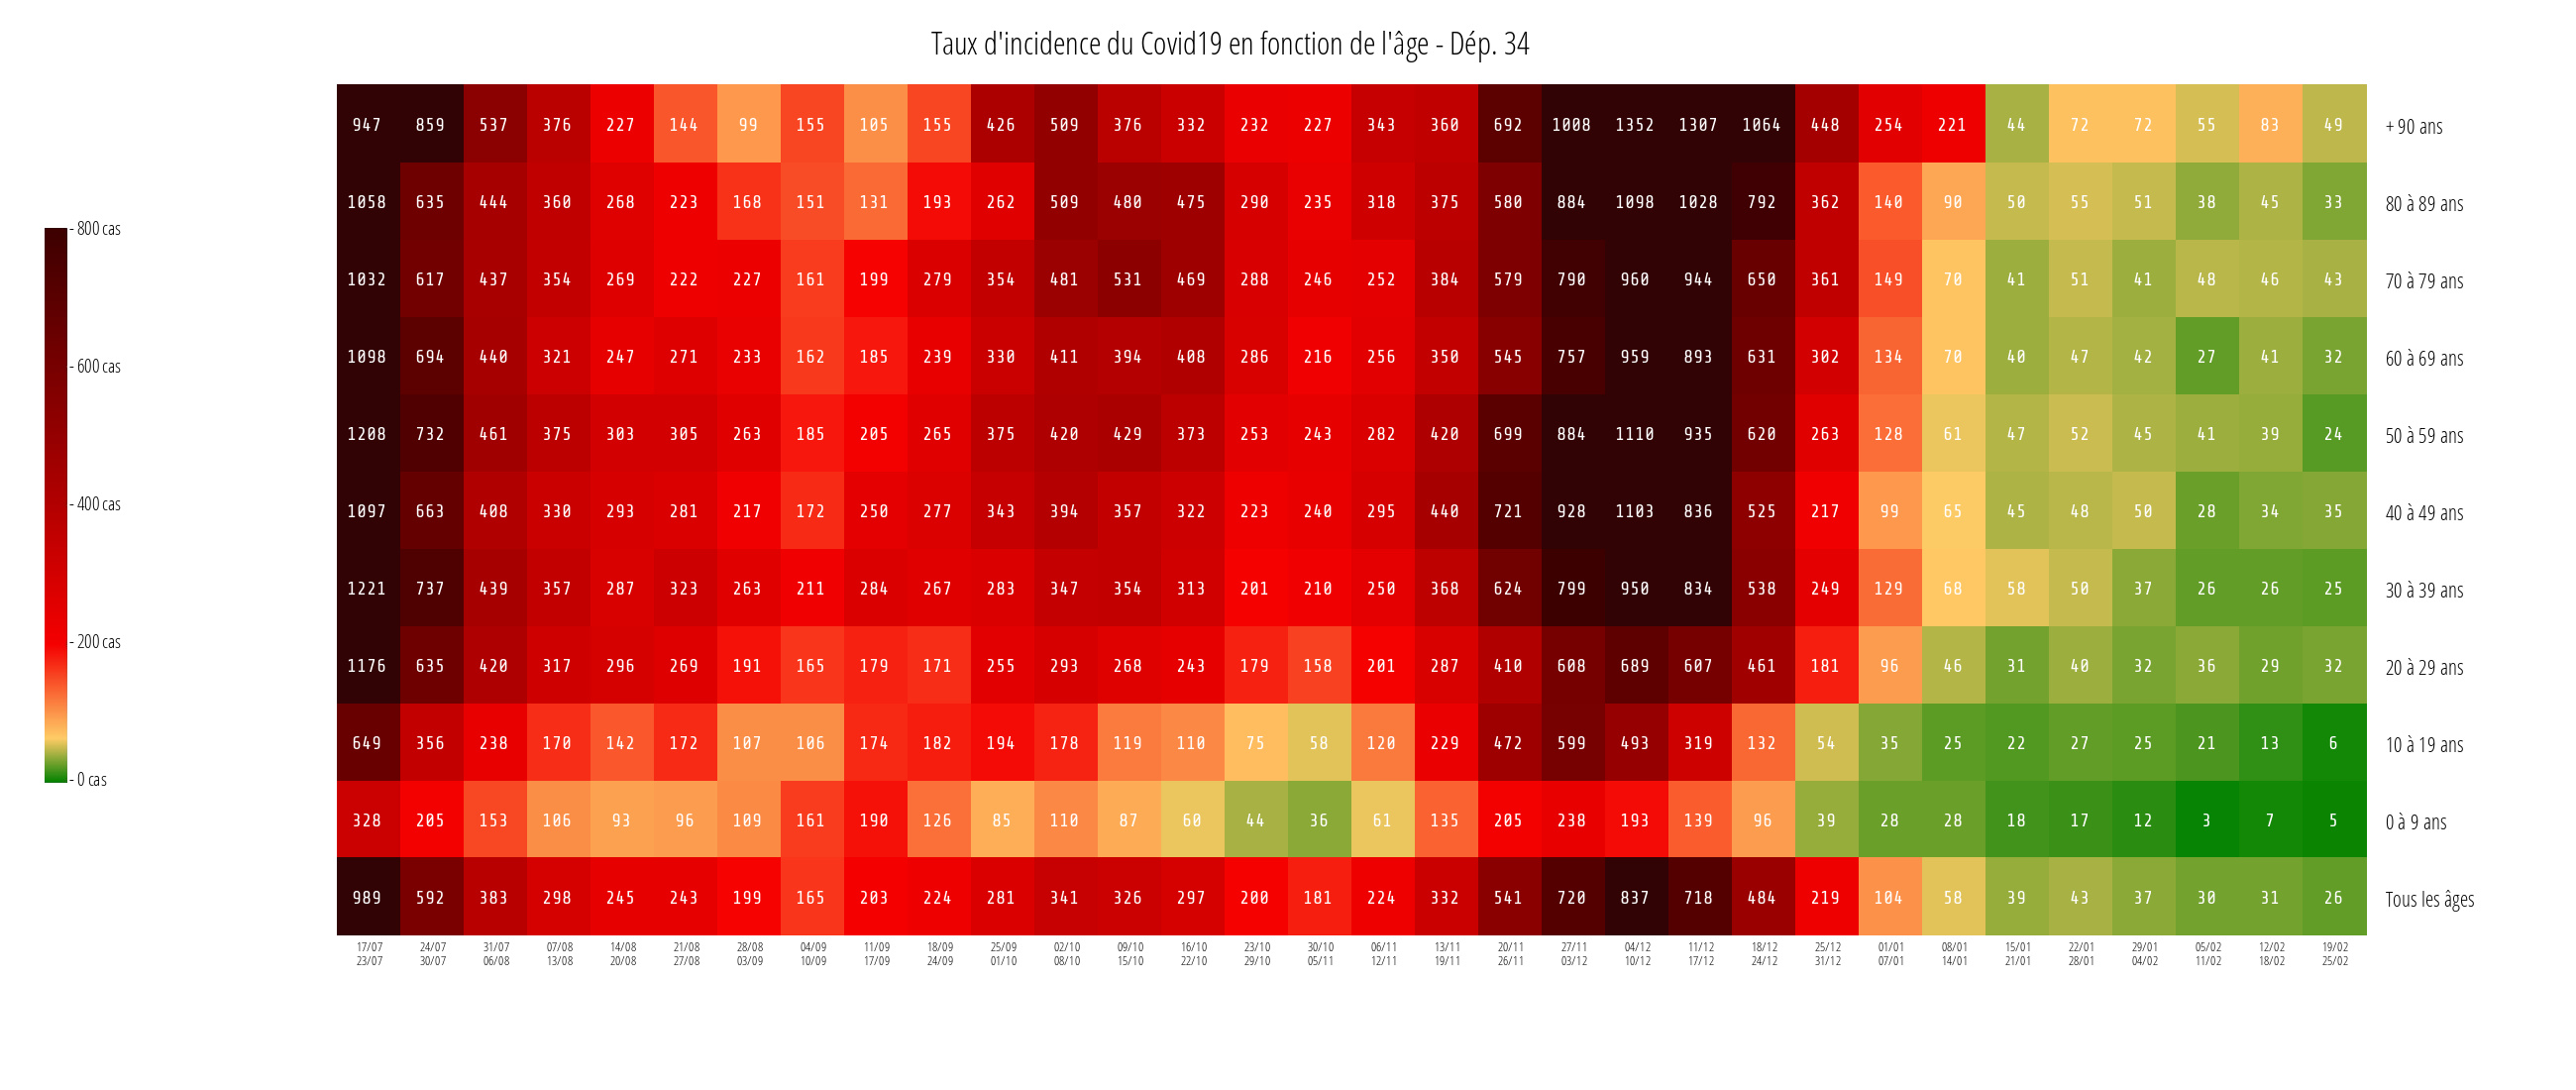 Taux d'incidence du Covid19 en fonction de l'âge - Dép. 34
- 800 cas
- 600 cas
- 400 cas
- 200 cas
- 0 cas
947 859 537 376 227 144 99 155 105 155 426 509 376 332 232 227 343 360 692 1008 1352 1307 1064 448 254 221 44 72 72 55 83 49 + 90 ans
1058 635 444 360 268 223 168 151 131 193 262 509 480 475 290 235 318 375 580 884 1098 1028 792 362 140 90 50 55 51 38 45 33 80 à 89 ans
1032 617 437 354 269 222 227 161 199 279 354 481 531 469 288 246 252 384 579 790 960 944 650 361 149 70 41 51 41 48 46 43 70 à 79 ans
1098 694 440 321 247 271 233 162 185 239 330 411 394 408 286 216 256 350 545 757 959 893 631 302 134 70 40 47 42 27 41 32 60 à 69 ans
1208 732 461 375 303 305 263 185 205 265 375 420 429 373 253 243 282 420 699 884 1110 935 620 263 128 61 47 52 45 41 39 24 50 à 59 ans
1097 663 408 330 293 281 217 172 250 277 343 394 357 322 223 240 295 440 721 928 1103 836 525 217 99 65 45 48 50 28 34 35 40 à 49 ans
1221 737 439 357 287 323 263 211 284 267 283 347 354 313 201 210 250 368 624 799 950 834 538 249 129 68 58 50 37 26 26 25 30 à 39 ans
1176 635 420 317 296 269 191 165 179 171 255 293 268 243 179 158 201 287 410 608 689 607 461 181 96 46 31 40 32 36 29 32 20 à 29 ans
649 356 238 170 142 172 107 106 174 182 194 178 119 110 75 58 120 229 472 599 493 319 132 54 35 25 22 27 25 21 13 6 10 à 19 ans
328 205 153 106 93 96 109 161 190 126 85 110 87 60 44 36 61 135 205 238 193 139 96 39 28 28 18 17 12 3 7 5 0 à 9 ans
989 592 383 298 245 243 199 165 203 224 281 341 326 297 200 181 224 332 541 720 837 718 484 219 104 58 39 43 37 30 31 26 Tous les âges
17/07 24/07 31/07 07/08 14/08 21/08 28/08 04/09 11/09 18/09 25/09 02/10 09/10 16/10 23/10 30/10 06/11 13/11 20/11 27/11 04/12 11/12 18/12 25/12 01/01 08/01 15/01 22/01 29/01 05/02 12/02 19/02
23/07 30/07 06/08 13/08 20/08 27/08 03/09 10/09 17/09 24/09 01/10 08/10 15/10 22/10 29/10 05/11 12/11 19/11 26/11 03/12 10/12 17/12 24/12 31/12 07/01 14/01 21/01 28/01 04/02 11/02 18/02 25/02